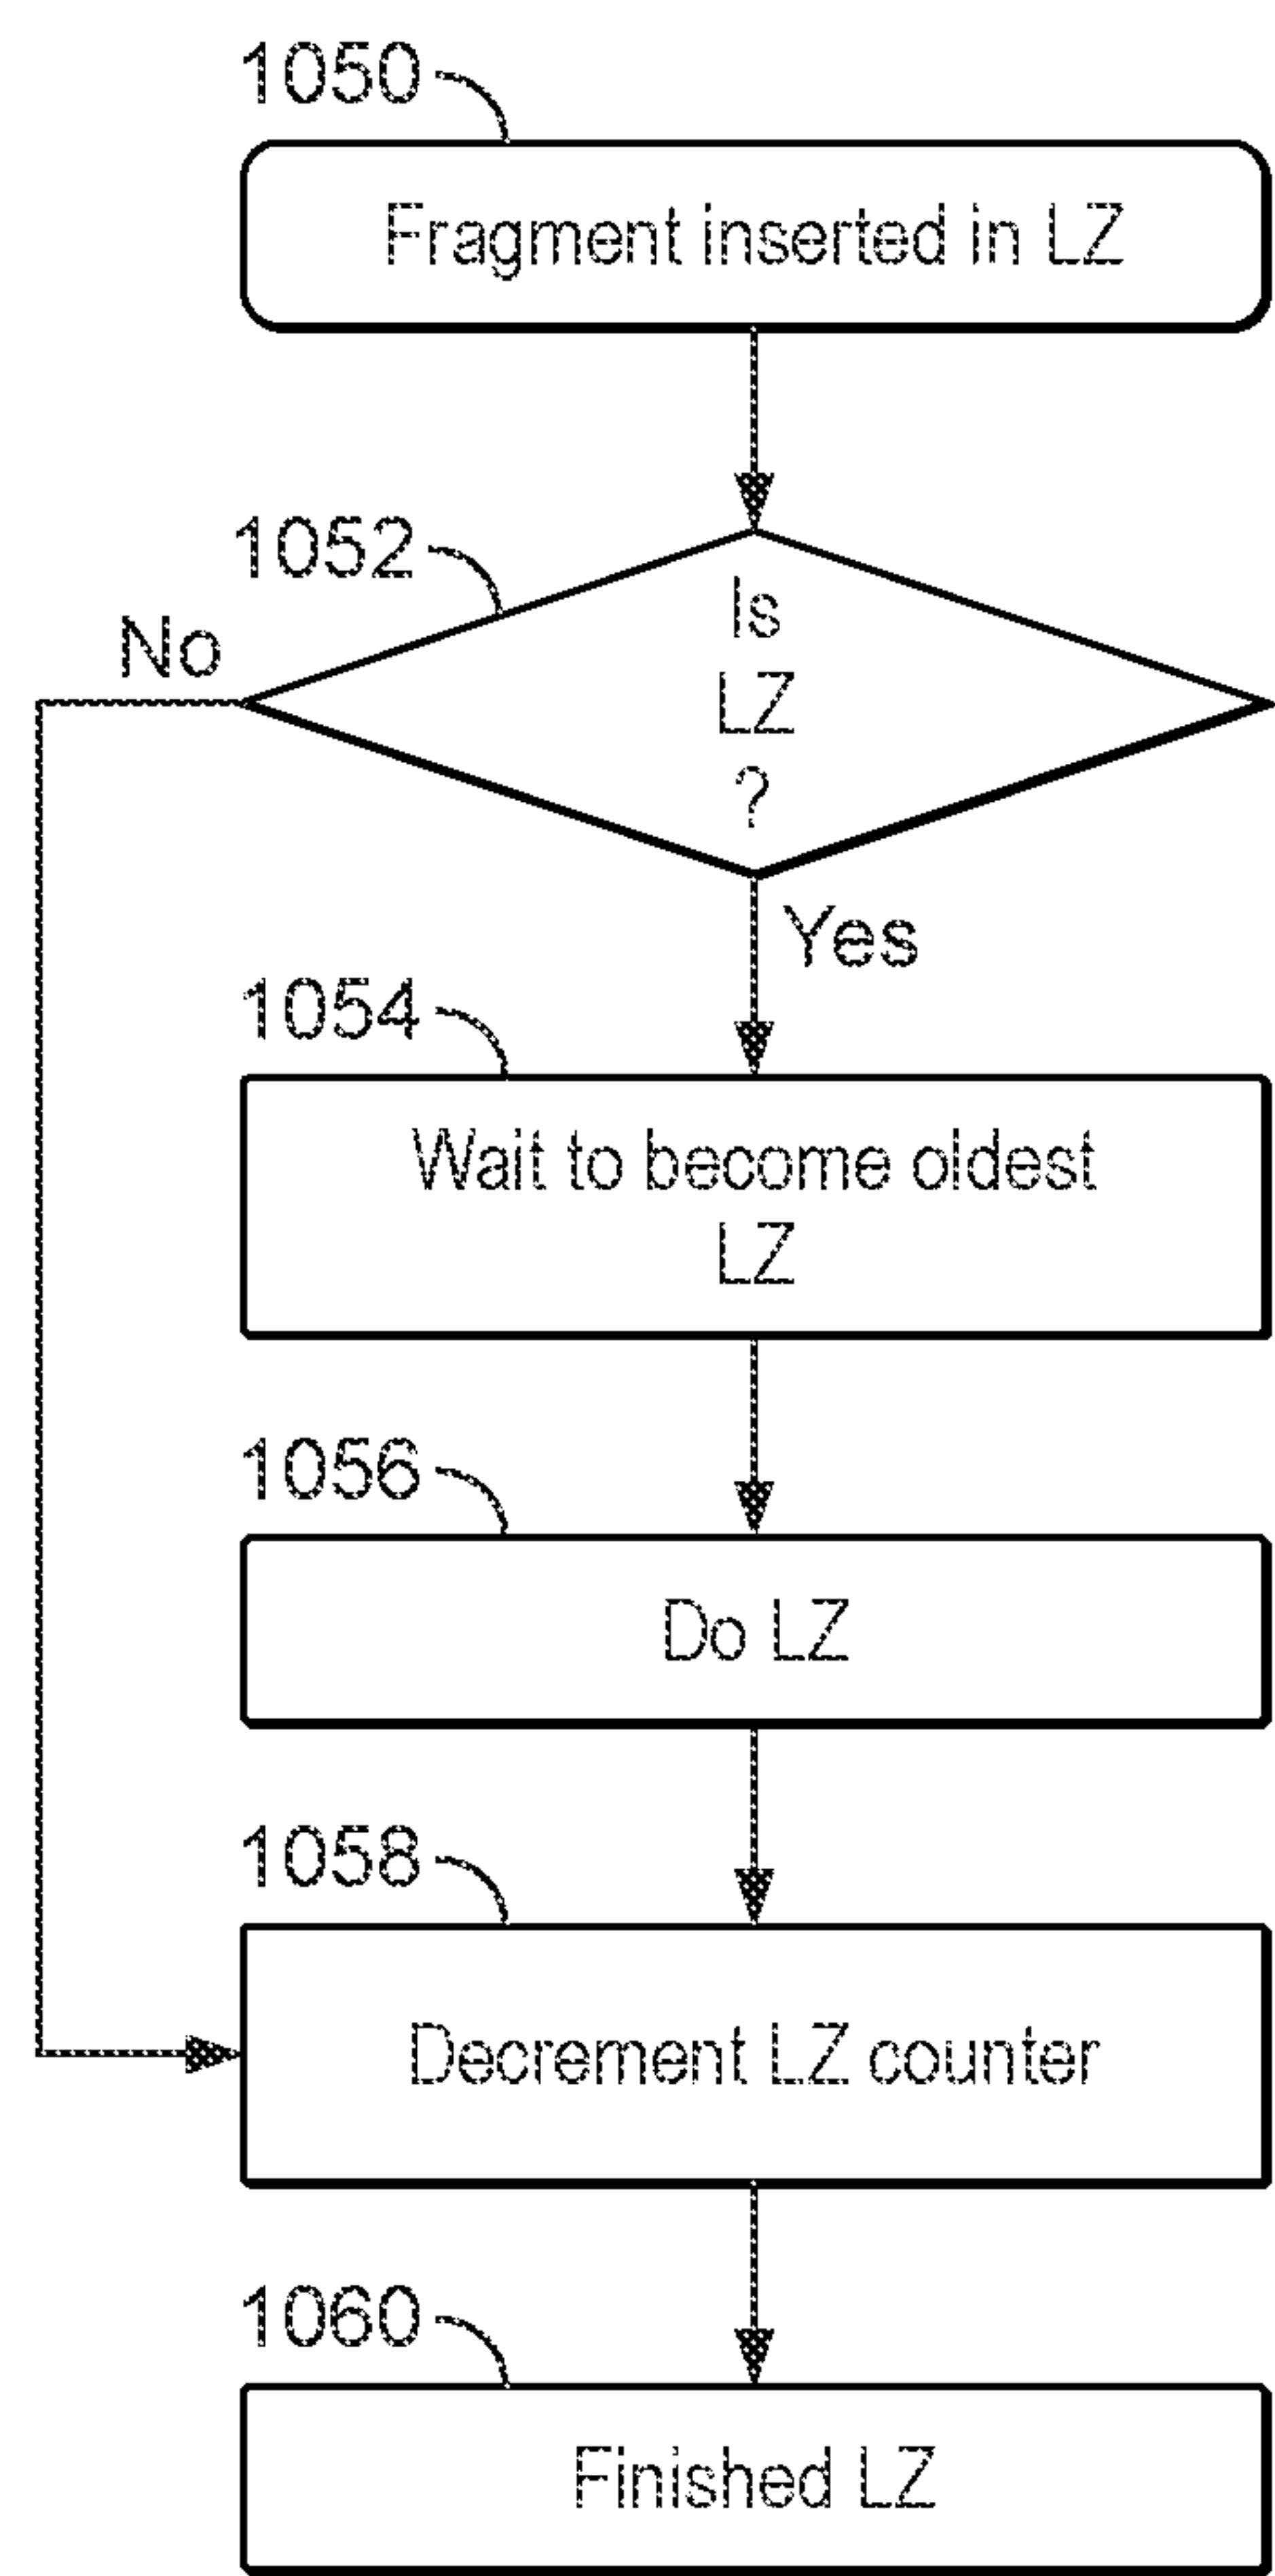 1050
Fragment inserted in LZ
1052
No
Is
LZ
?
Yes
1054
Wait to become oldest
LZ
1056
Do LZ
1058
Decrement LZ counter
1060
Finished LZ